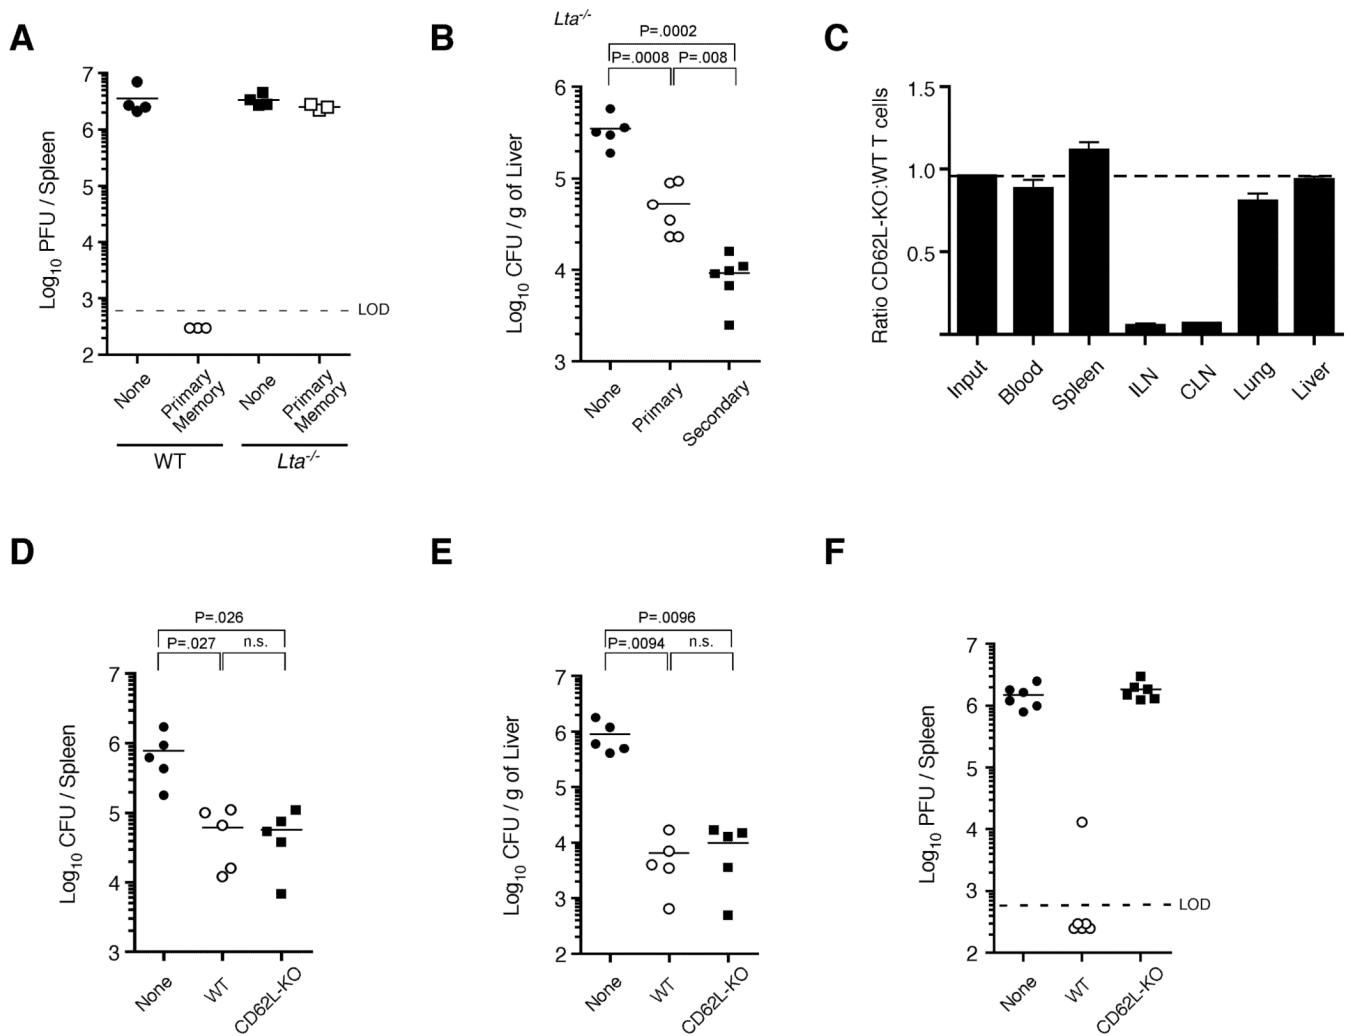 A
Log10 PFU / Spleen
7
6
5
4
3
2
LOD
None
Primary
Memory
None
Primary
Memory
WT
Lta-/-
B
Lta-/-
P=.0002
P=.0008
P=.008
Log10 CFU / g of Liver
6
5
4
3
None
Primary
Secondary
C
Ratio CD62L-KO:WT T cells
1.5
1.0
0.5
Input
Blood
Spleen
ILN
CLN
Lung
Liver
D
P=.026
P=.027
n.s.
Log10 CFU / Spleen
7
6
5
4
3
None
WT
CD62L-KO
E
P=.0096
P=.0094
n.s.
Log10 CFU / g of Liver
7
6
5
4
3
2
None
WT
CD62L-KO
F
Log10 PFU / Spleen
7
6
5
4
3
2
LOD
None
WT
CD62L-KO